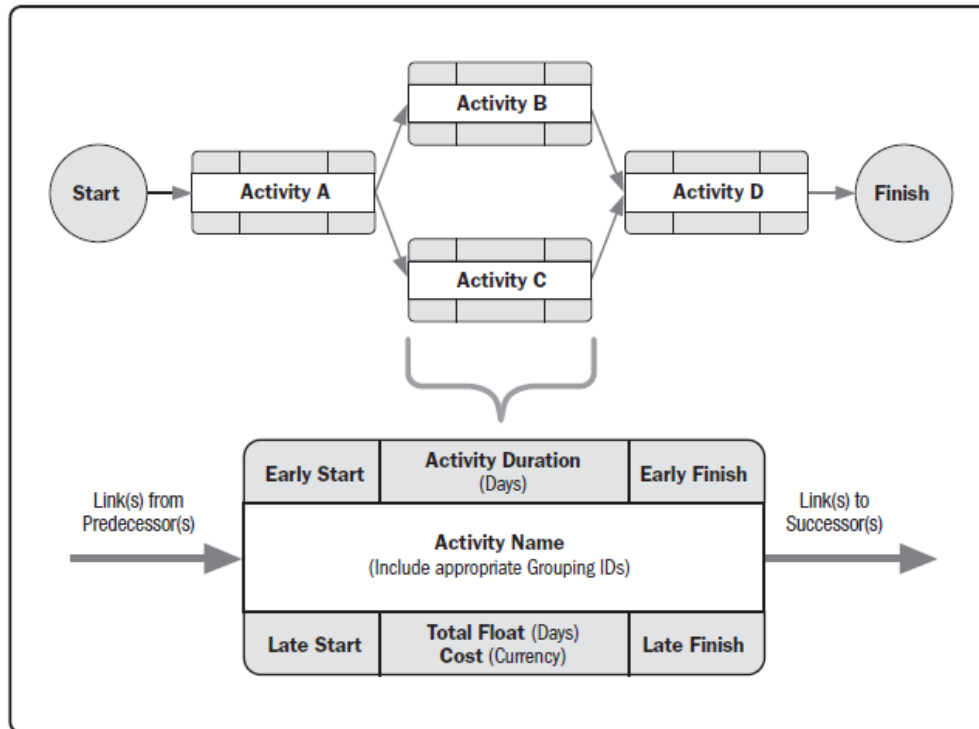 Activity B
Start
Activity A
Activity D
Finish
Activity C
Early Start
Activity Duration
(Days)
Early Finish
Link(s) from
Predecessor(s)
Activity Name
(Include appropriate Grouping IDs)
Link(s) to
Successor(s)
Late Start
Total Float (Days)
Cost (Currency)
Late Finish